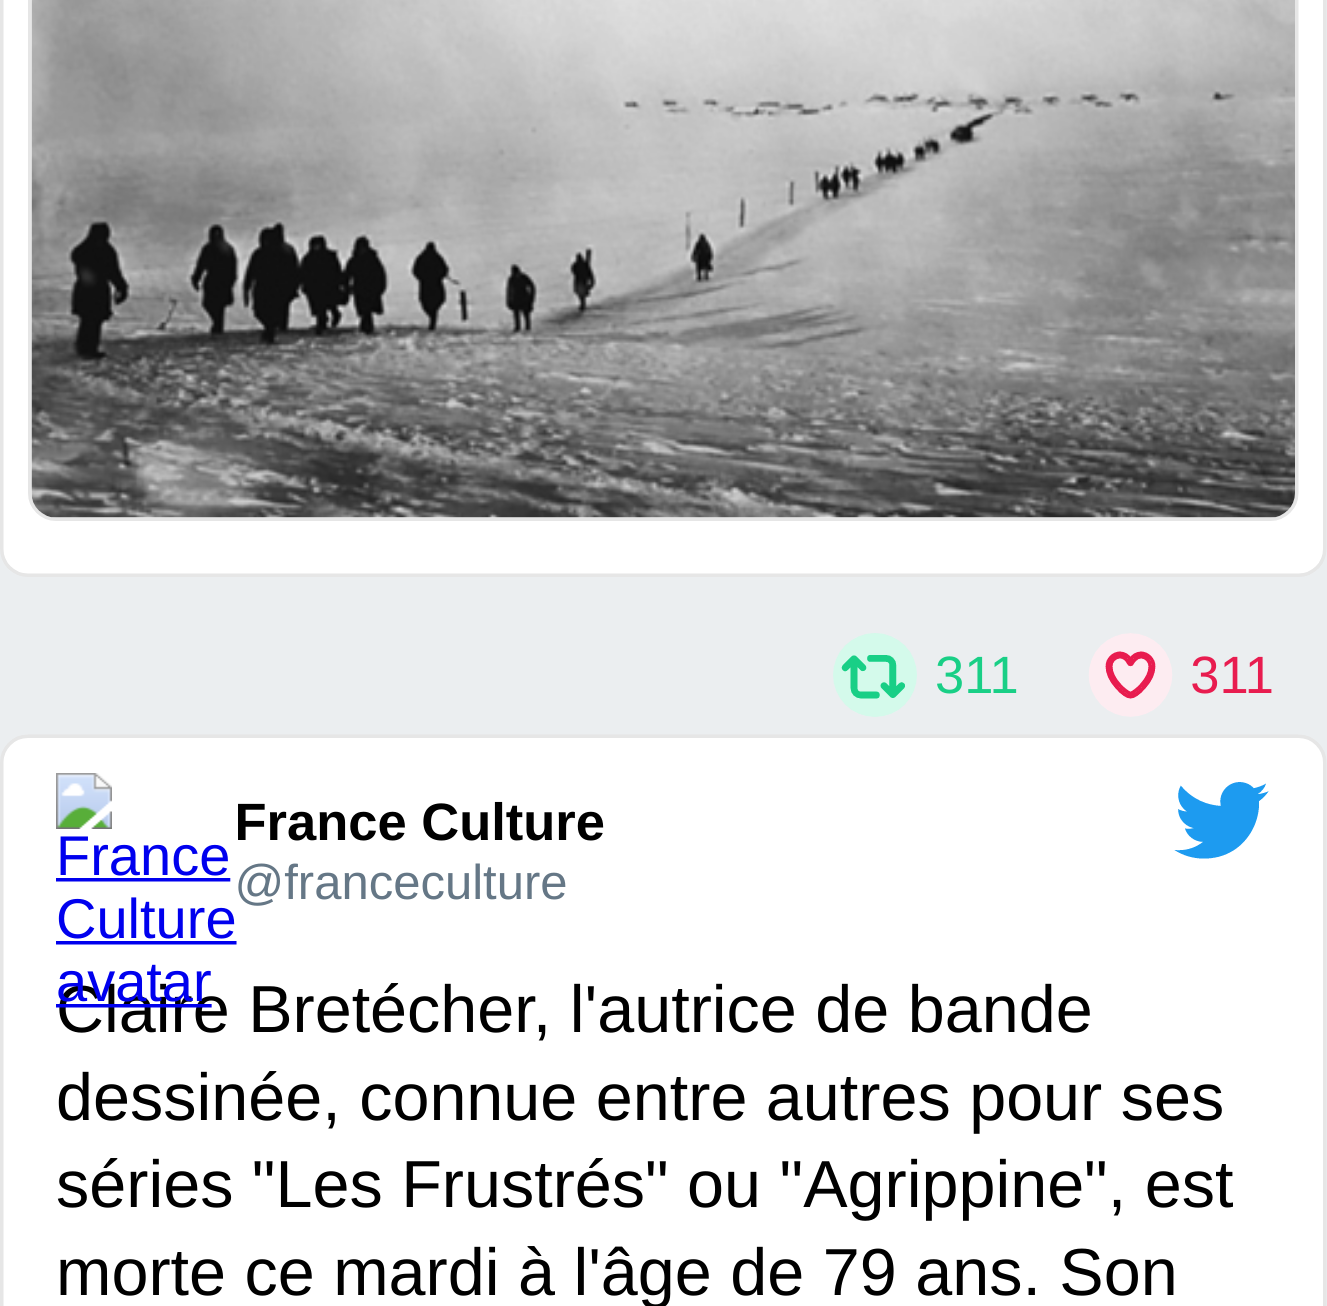 311 311
France Culture
@franceculture
France
Culture
avatar
Claire Bretécher, l'autrice de bande
dessinée, connue entre autres pour ses
séries "Les Frustrés" ou "Agrippine", est
morte ce mardi à l'âge de 79 ans. Son